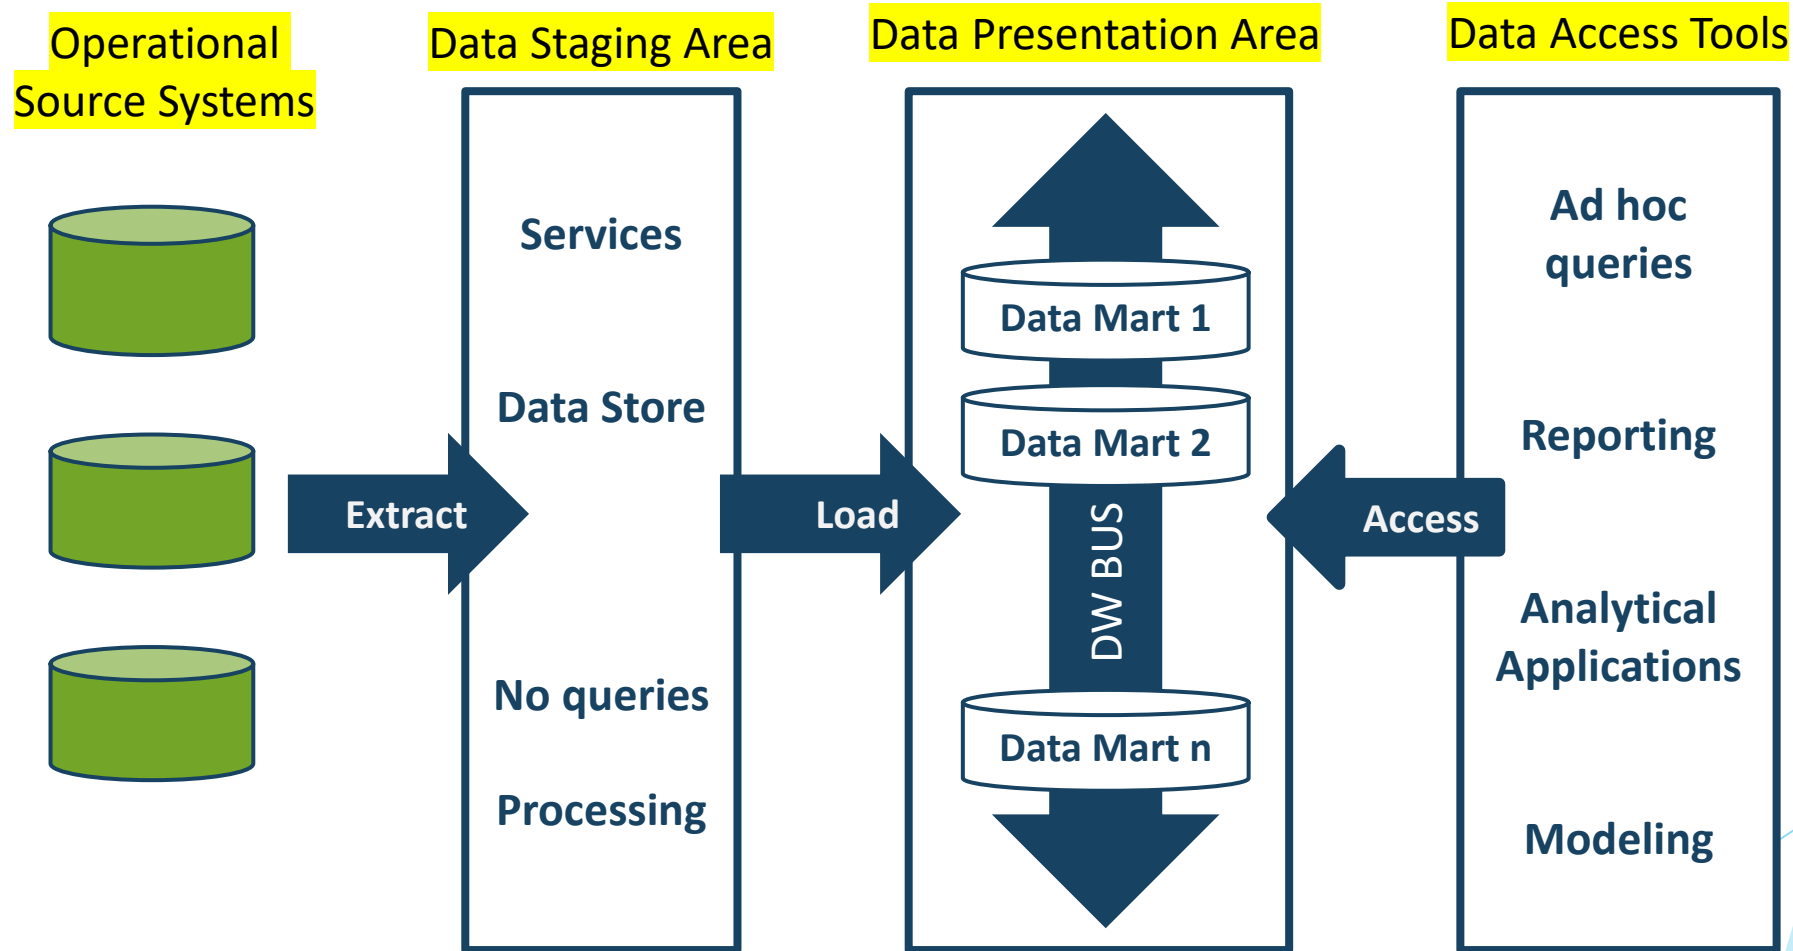 Operational
Source Systems
Data Staging Area
Data Presentation Area
Data Access Tools
Services
Data Store
No queries
Processing
Extract
Load
Data Mart 1
Data Mart 2
DW BUS
Data Mart n
Access
Ad hoc
queries
Reporting
Analytical
Applications
Modeling